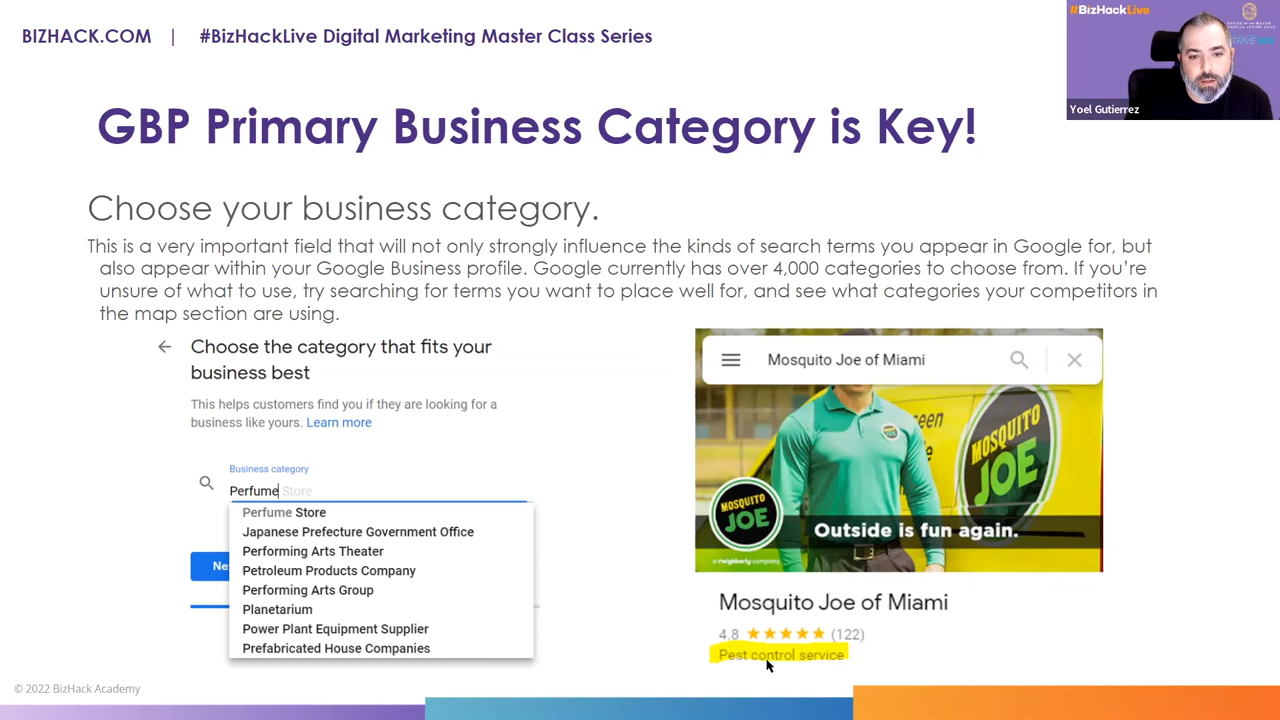 BIZHACK.COM | #BizHackLive Digital Marketing Master Class Series
#BizHackLive
Yoel Gutierrez
GBP Primary Business Category is Key!
Choose your business category.
This is a very important field that will not only strongly influence the kinds of search terms you appear in Google for, but
also appear within your Google Business profile. Google currently has over 4,000 categories to choose from. If you're
unsure of what to use, try searching for terms you want to place well for, and see what categories your competitors in
the map section are using.
Choose the category that fits your
business best
This helps customers find you if they are looking for a
business like yours. Learn more
Business category
Perfume Store
Perfume Store
Japanese Prefecture Government Office
Performing Arts Theater
Petroleum Products Company
Performing Arts Group
Planetarium
Power Plant Equipment Supplier
Prefabricated House Companies
Ne
Mosquito Joe of Miami
MOSQUITO
JOE
MOSQUITO
JOE
Outside is fun again.
a neighborly company
Mosquito Joe of Miami
4.8 ★★★★★ (122)
Pest control service
© 2022 BizHack Academy